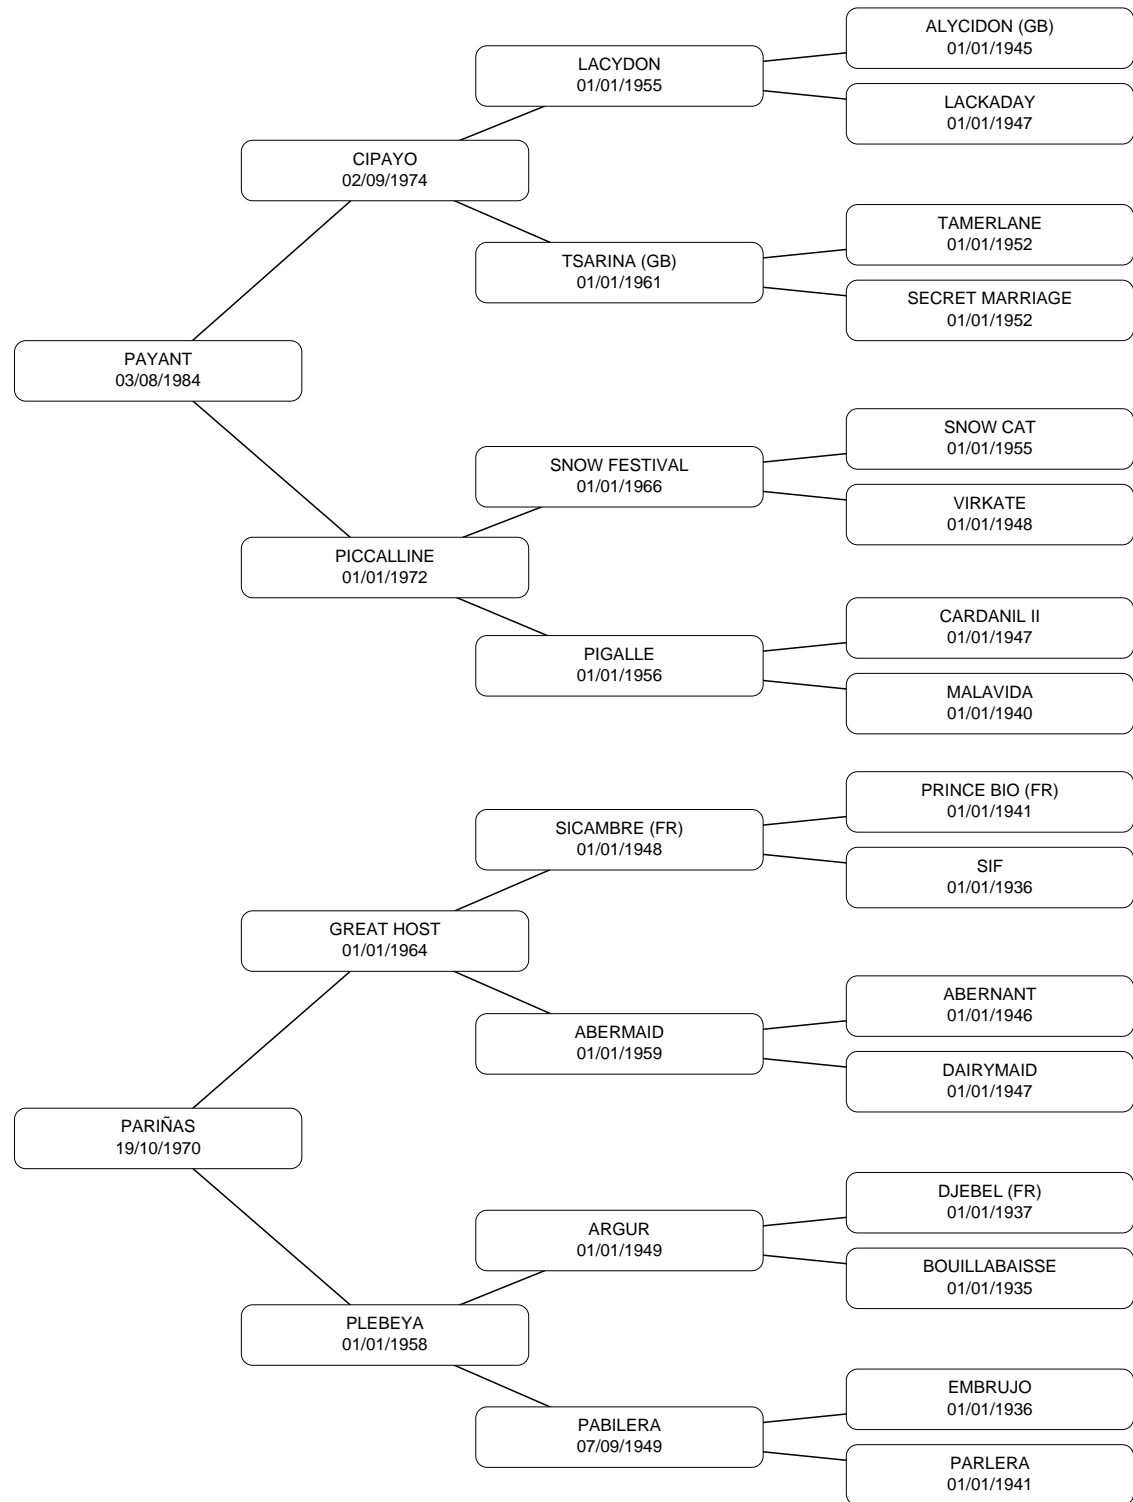 ALYCIDON (GB)
01/01/1945
LACYDON
01/01/1955
LACKADAY
01/01/1947
CIPAYO
02/09/1974
TAMERLANE
01/01/1952
TSARINA (GB)
01/01/1961
SECRET MARRIAGE
01/01/1952
PAYANT
03/08/1984
SNOW CAT
01/01/1955
SNOW FESTIVAL
01/01/1966
VIRKATE
01/01/1948
PICCALLINE
01/01/1972
CARDANIL II
01/01/1947
PIGALLE
01/01/1956
MALAVIDA
01/01/1940
PRINCE BIO (FR)
01/01/1941
SICAMBRE (FR)
01/01/1948
SIF
01/01/1936
GREAT HOST
01/01/1964
ABERNANT
01/01/1946
ABERMAID
01/01/1959
DAIRYMAID
01/01/1947
PARIÑAS
19/10/1970
DJEBEL (FR)
01/01/1937
ARGUR
01/01/1949
BOUILLABAISSE
01/01/1935
PLEBEYA
01/01/1958
EMBRUJO
01/01/1936
PABILERA
07/09/1949
PARLERA
01/01/1941